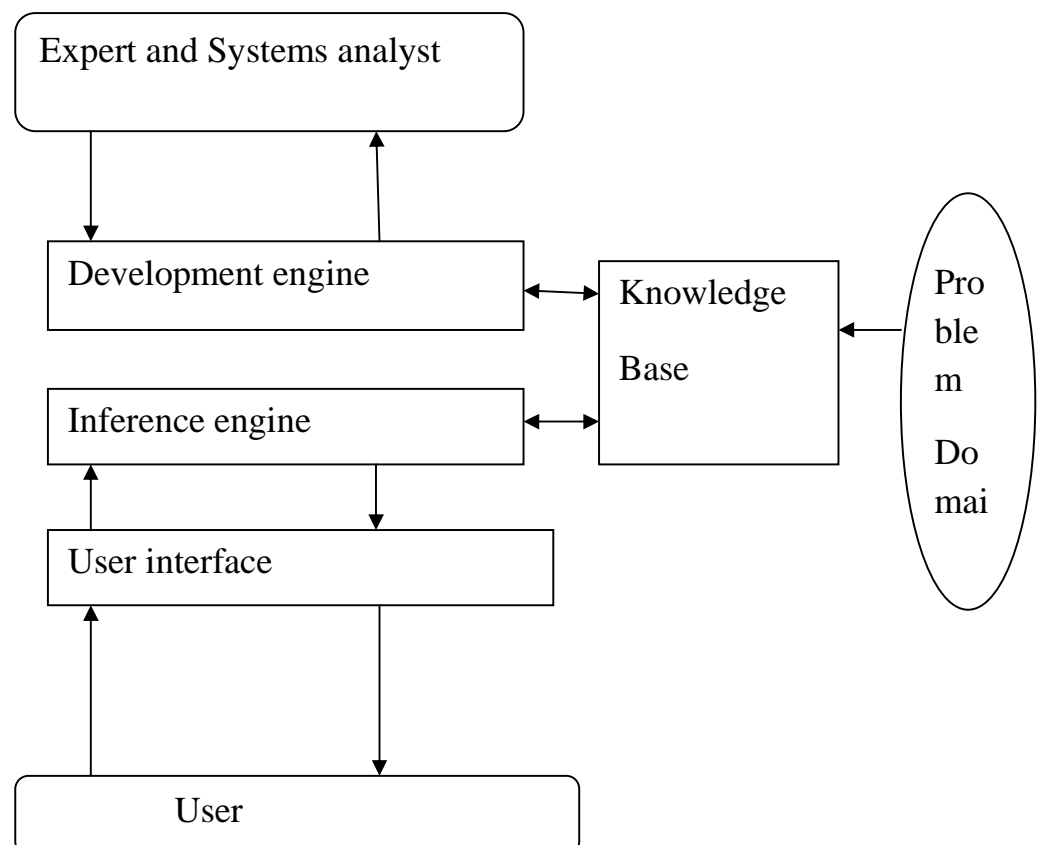 Expert and Systems analyst
Development engine
Knowledge
Base
Inference engine
User interface
User
Pro
ble
m
Do
mai